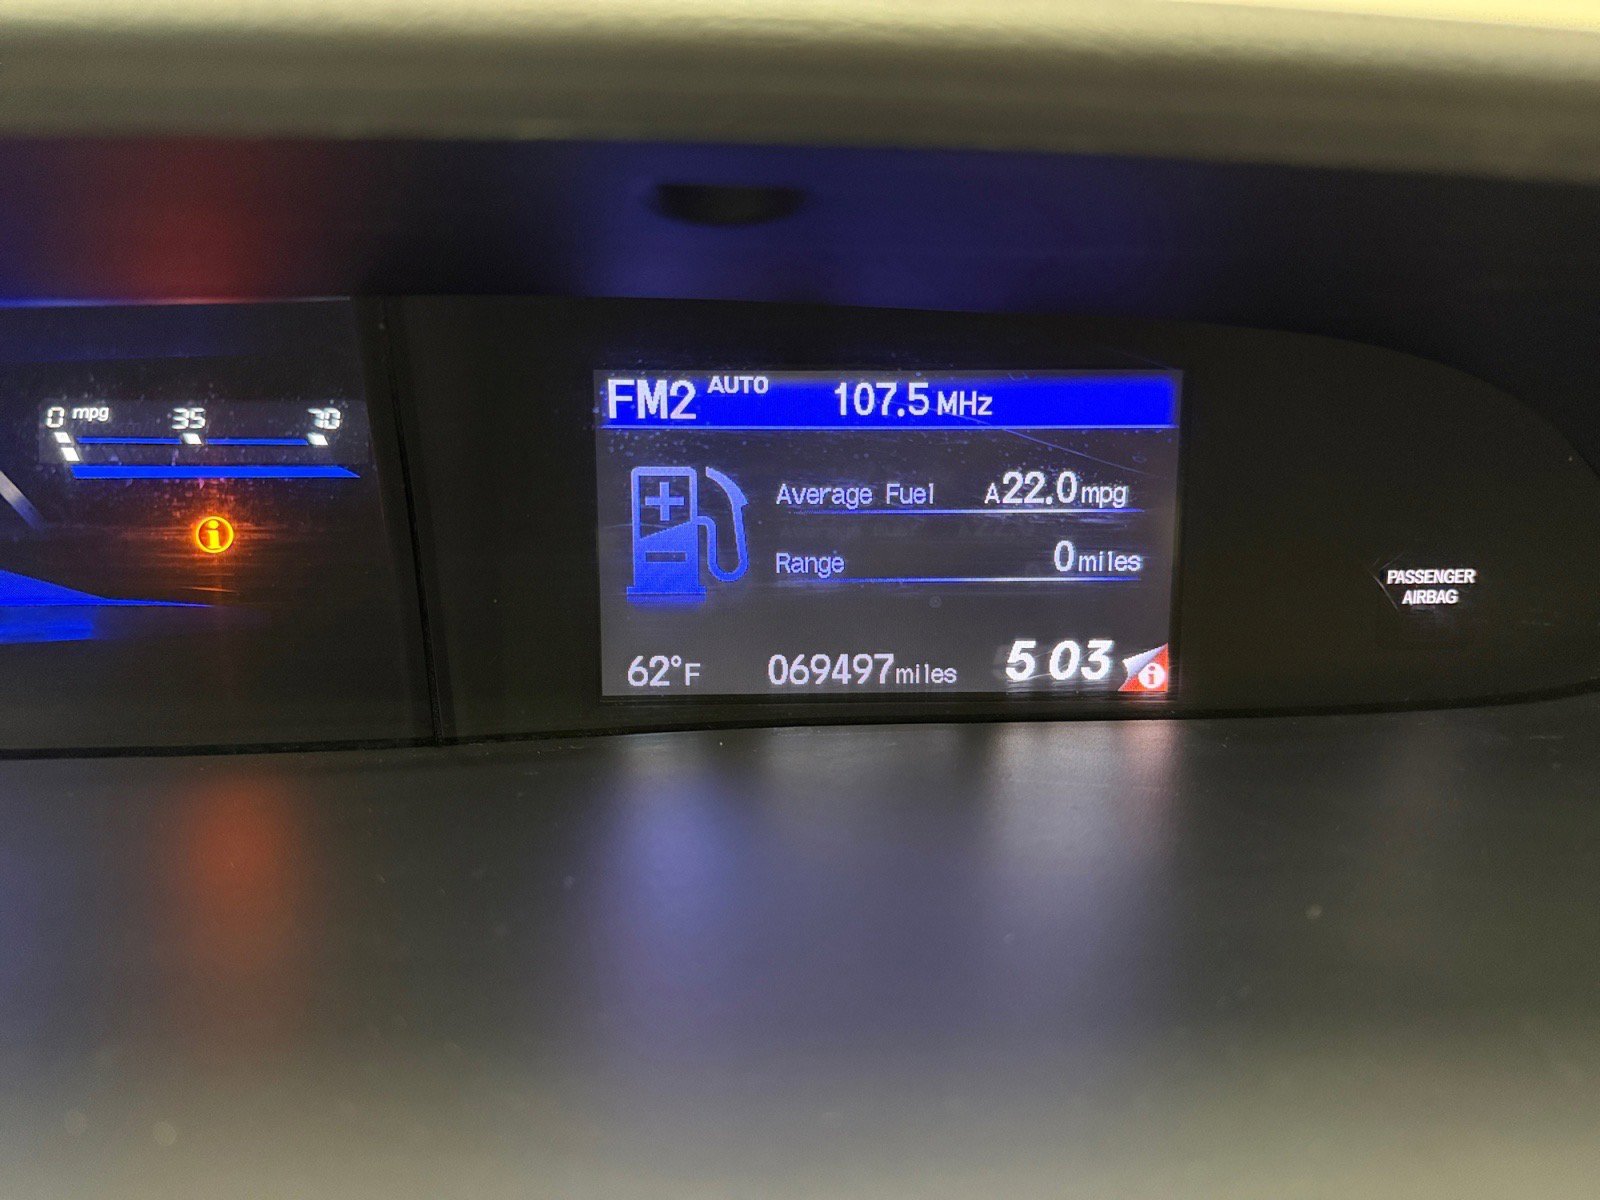 0 mpg 35 70
FM2 AUTO 107.5 MHz
Average Fuel A22.0mpg
Range 0miles
62°F 069497miles 5 03
PASSENGER
AIRBAG